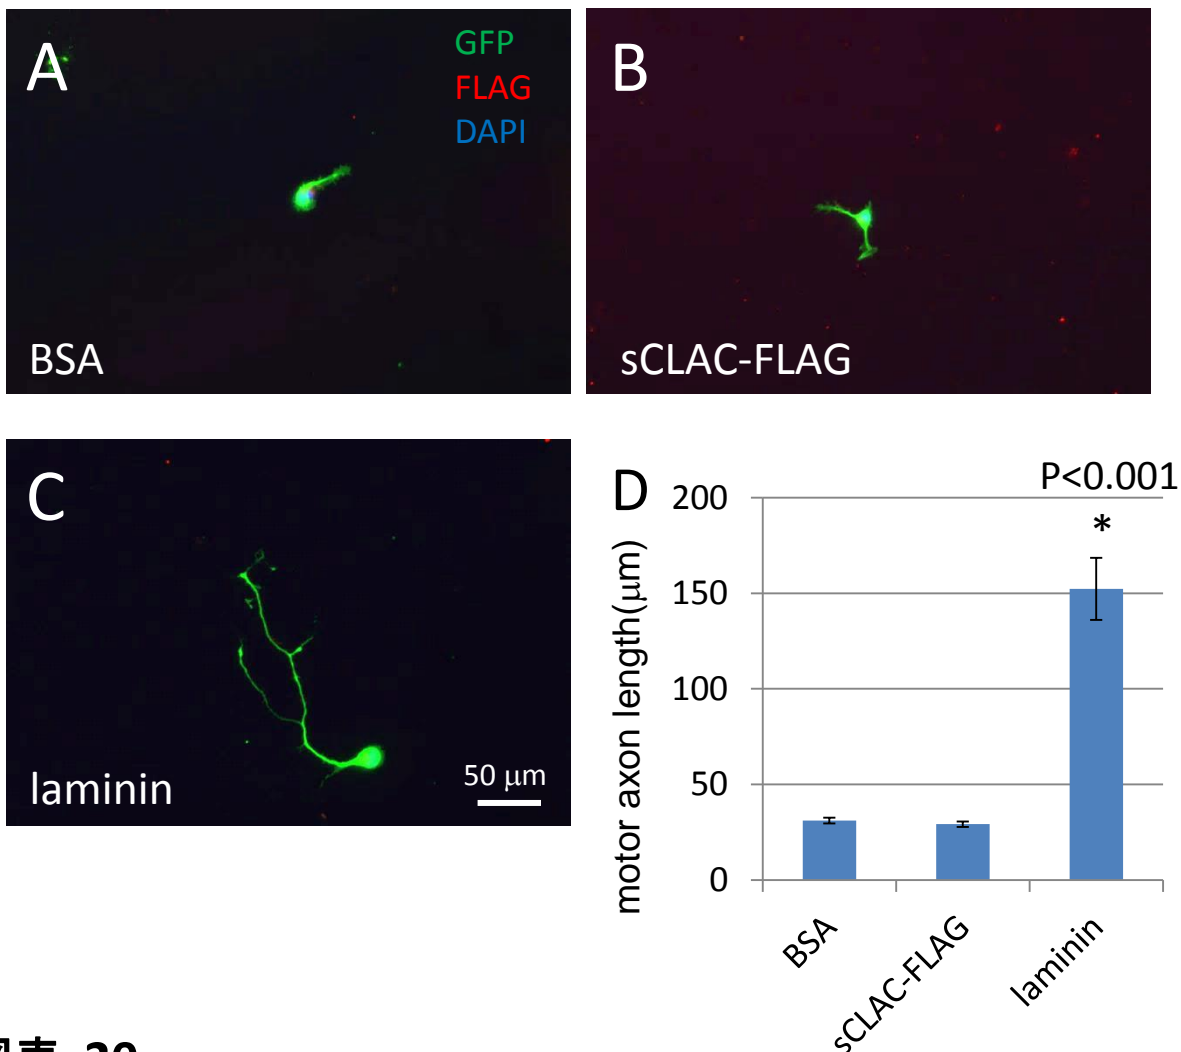 A
GFP
FLAG
DAPI
BSA
B
sCLAC-FLAG
C
laminin
50 μm
D
P<0.001
*
motor axon length(μm)
200
150
100
50
0
BSA
sCLAC-FLAG
laminin